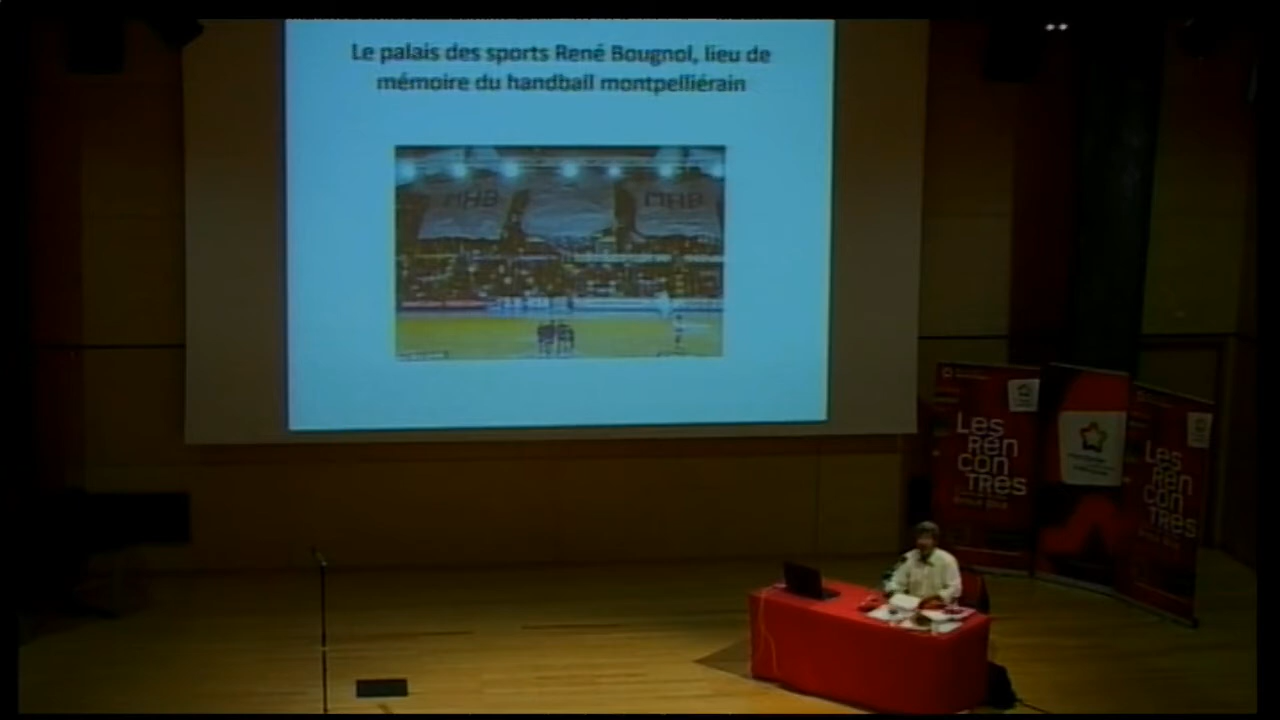 Le palais des sports René Bougnol, lieu de
mémoire du handball montpelliérain
MHB
MHB
Les
Ren
con
Tres
Les
Ren
con
Tres